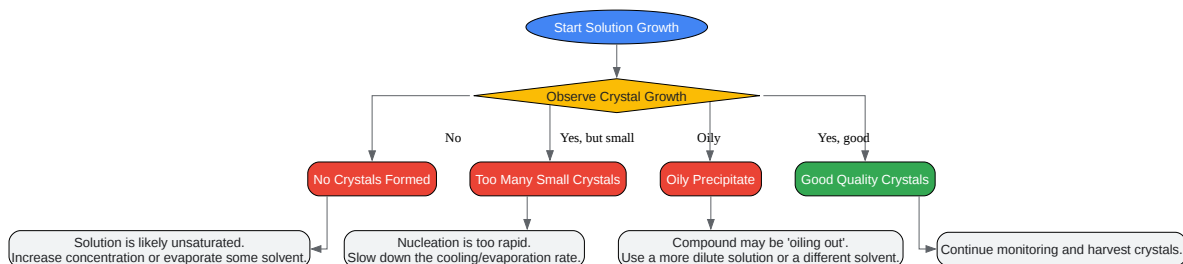 Start Solution Growth
Observe Crystal Growth
No
Yes, but small
Oily
Yes, good
No Crystals Formed
Too Many Small Crystals
Oily Precipitate
Good Quality Crystals
Solution is likely unsaturated.
Increase concentration or evaporate some solvent.
Nucleation is too rapid.
Slow down the cooling/evaporation rate.
Compound may be 'oiling out'.
Use a more dilute solution or a different solvent.
Continue monitoring and harvest crystals.